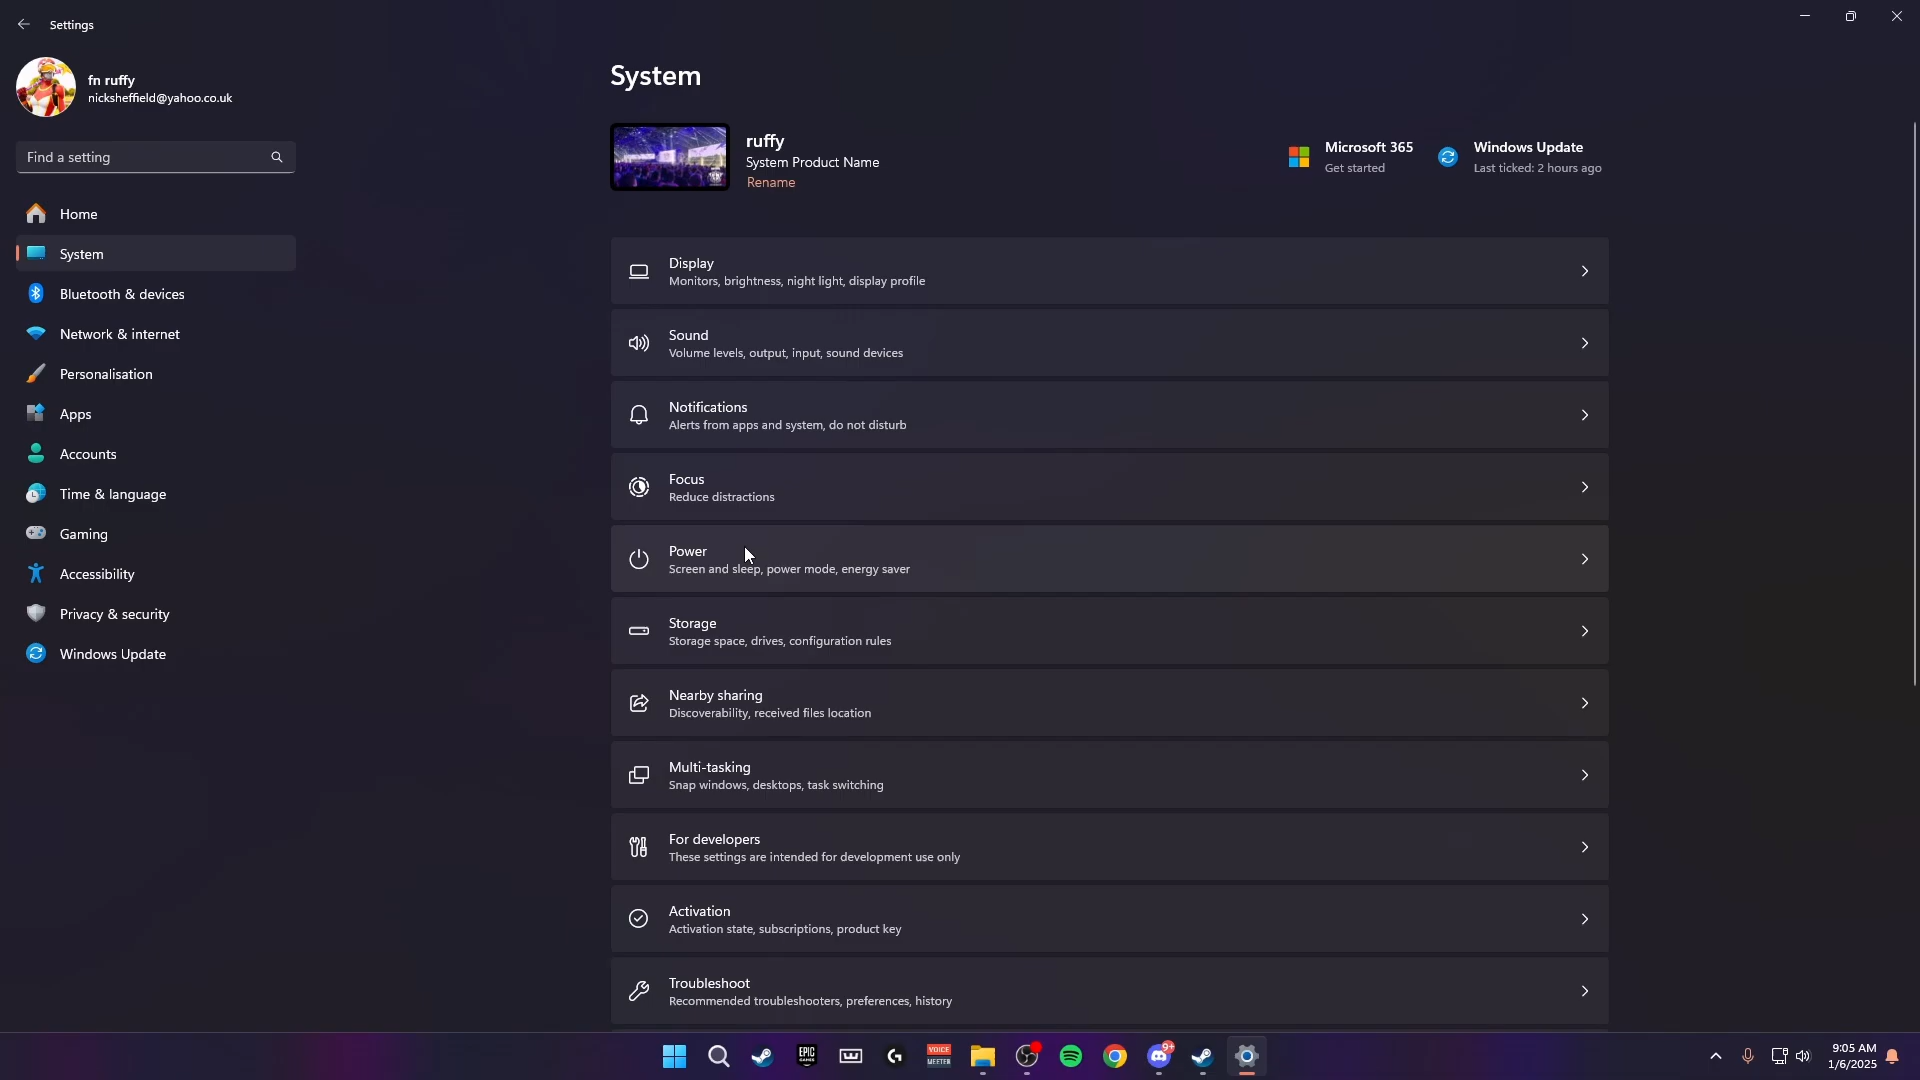 Settings
fn ruffy
nicksheffield@yahoo.co.uk
Find a setting
Home
System
Bluetooth & devices
Network & internet
Personalisation
Apps
Accounts
Time & language
Gaming
Accessibility
Privacy & security
Windows Update
System
ruffy
System Product Name
Rename
Microsoft 365
Get started
Windows Update
Last ticked: 2 hours ago
Display
Monitors, brightness, night light, display profile
Sound
Volume levels, output, input, sound devices
Notifications
Alerts from apps and system, do not disturb
Focus
Reduce distractions
Power
Screen and sleep, power mode, energy saver
Storage
Storage space, drives, configuration rules
Nearby sharing
Discoverability, received files location
Multi-tasking
Snap windows, desktops, task switching
For developers
These settings are intended for development use only
Activation
Activation state, subscriptions, product key
Troubleshoot
Recommended troubleshooters, preferences, history
EPIC
GAMES
VOICE
MEETER
9+
9:05 AM
1/6/2025